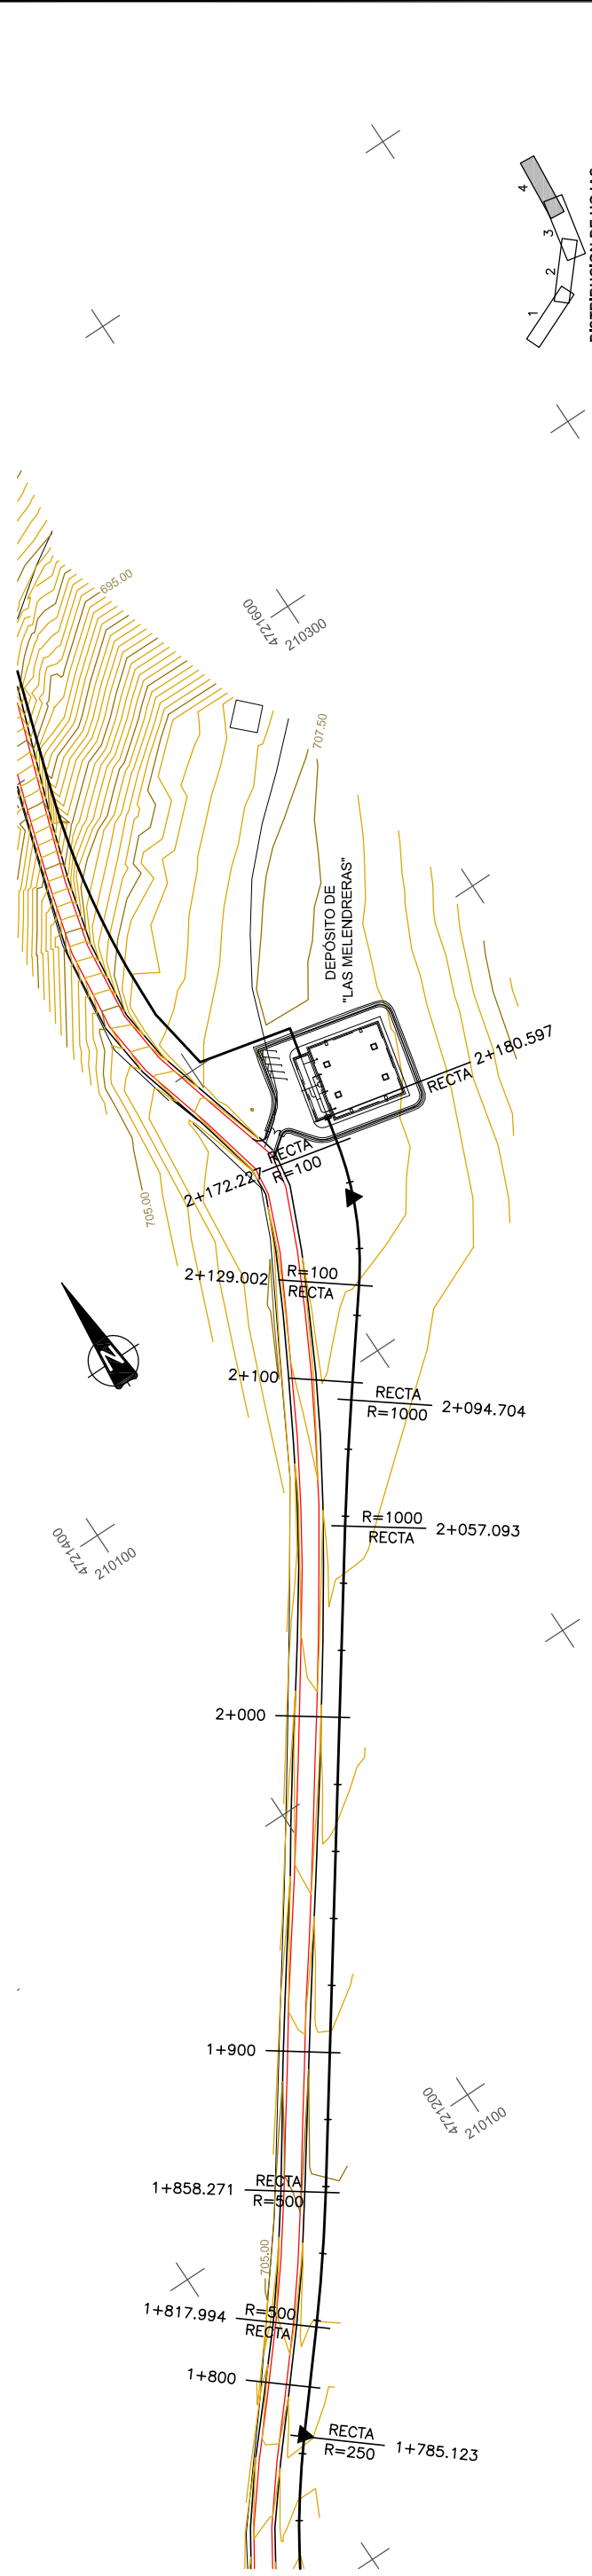 4
3
2
1
695.00
4721600
210300
707.50
DEPÓSITO DE
"LAS MELENDRERAS"
2+180.597
RECTA
RECTA
R=100
2+172.227
705.00
2+129.002
R=100
RECTA
N
2+100
RECTA
R=1000
2+094.704
R=1000
RECTA
2+057.093
4721400
210100
2+000
1+900
4721200
210100
1+858.271
RECTA
R=500
705.00
1+817.994
R=500
RECTA
1+800
RECTA
R=250
1+785.123